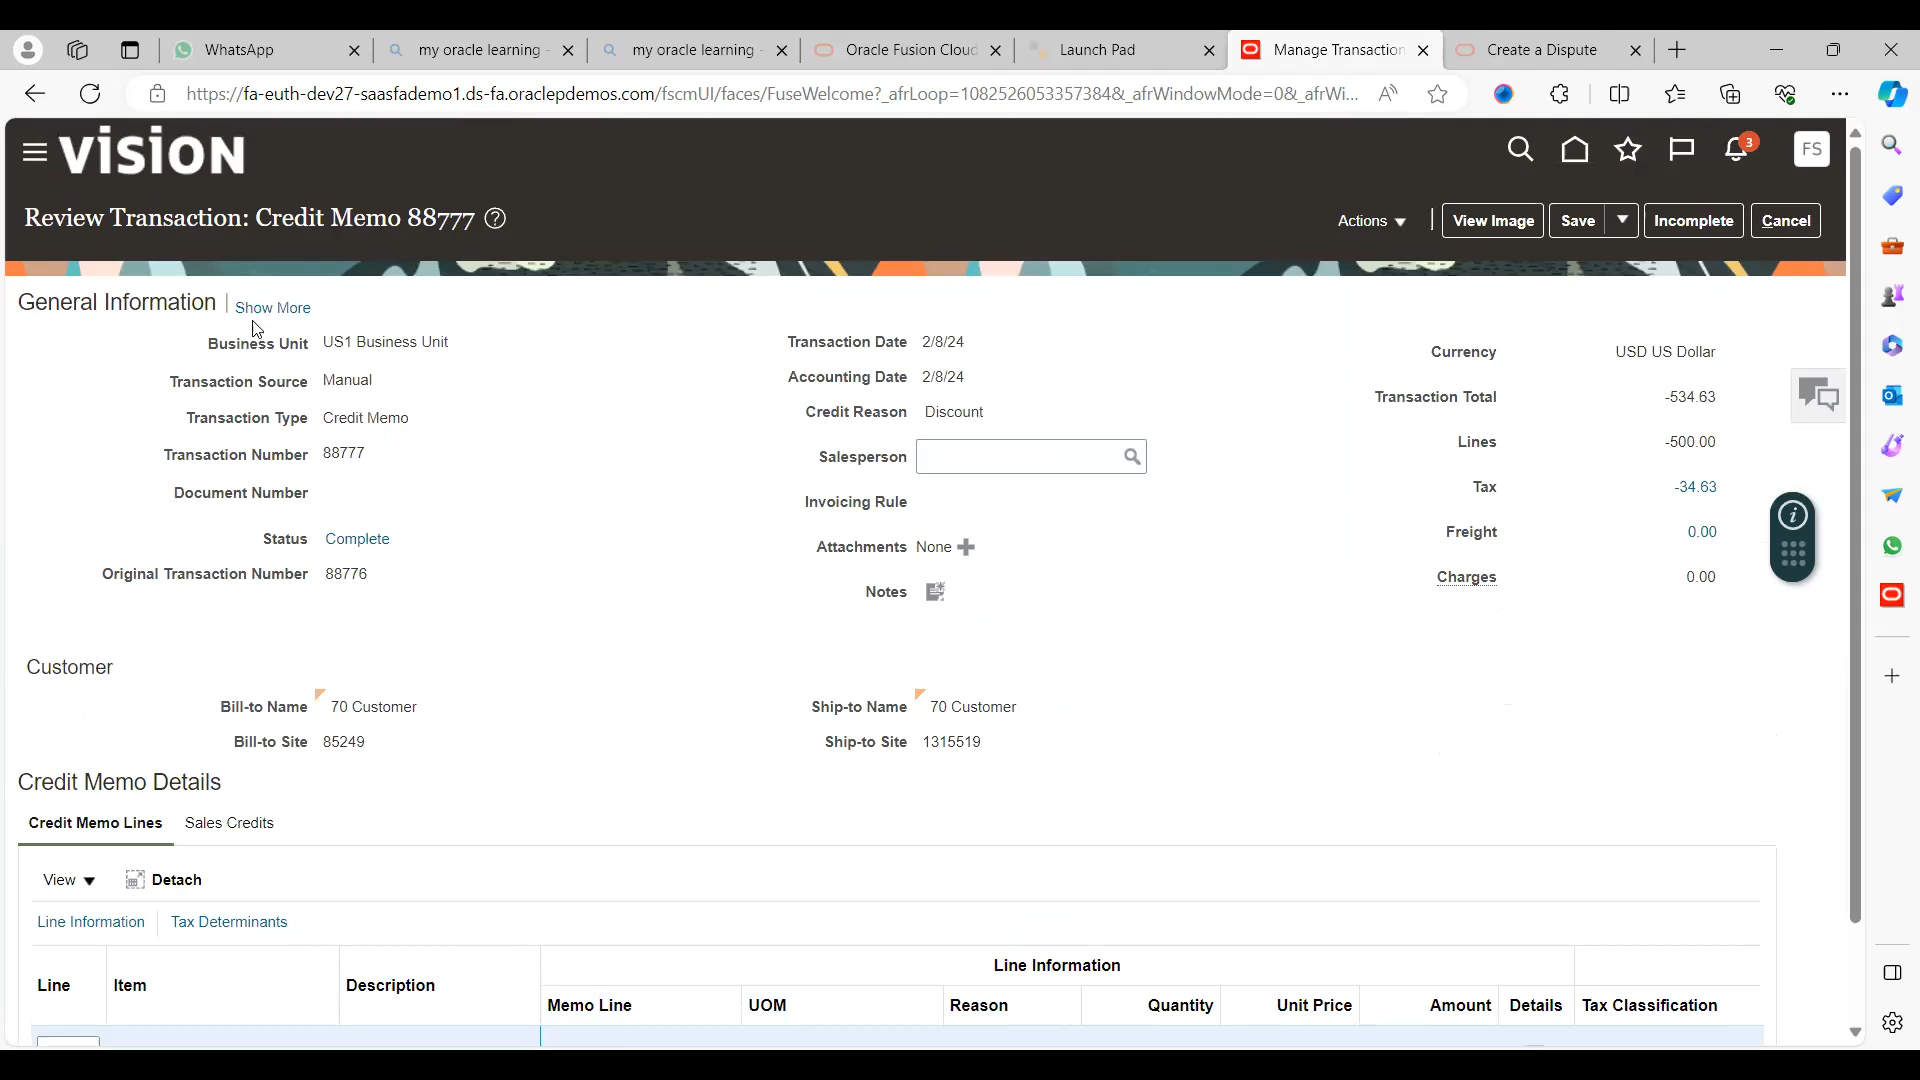 WhatsApp
my oracle learning -
my oracle learning -
Oracle Fusion Cloud
Launch Pad
Manage Transaction
Create a Dispute
https://fa-euth-dev27-saasfademo1.ds-fa.oraclepdemos.com/fscmUI/faces/FuseWelcome?_afrLoop=1082526053357384&_afrWindowMode=0&_afrWi...
VISION
3
FS
Review Transaction: Credit Memo 88777
Actions
View Image
Save
Incomplete
Cancel
General Information
Show More
Business Unit US1 Business Unit
Transaction Source Manual
Transaction Type Credit Memo
Transaction Number 88777
Document Number
Status Complete
Original Transaction Number 88776
Transaction Date 2/8/24
Accounting Date 2/8/24
Credit Reason Discount
Salesperson
Invoicing Rule
Attachments None
Notes
Currency USD US Dollar
Transaction Total -534.63
Lines -500.00
Tax -34.63
Freight 0.00
Charges 0.00
Customer
Bill-to Name 70 Customer
Bill-to Site 85249
Ship-to Name 70 Customer
Ship-to Site 1315519
Credit Memo Details
Credit Memo Lines
Sales Credits
View
Detach
Line Information
Tax Determinants
Line Information
Line Item Description
Memo Line UOM Reason Quantity Unit Price Amount Details Tax Classification